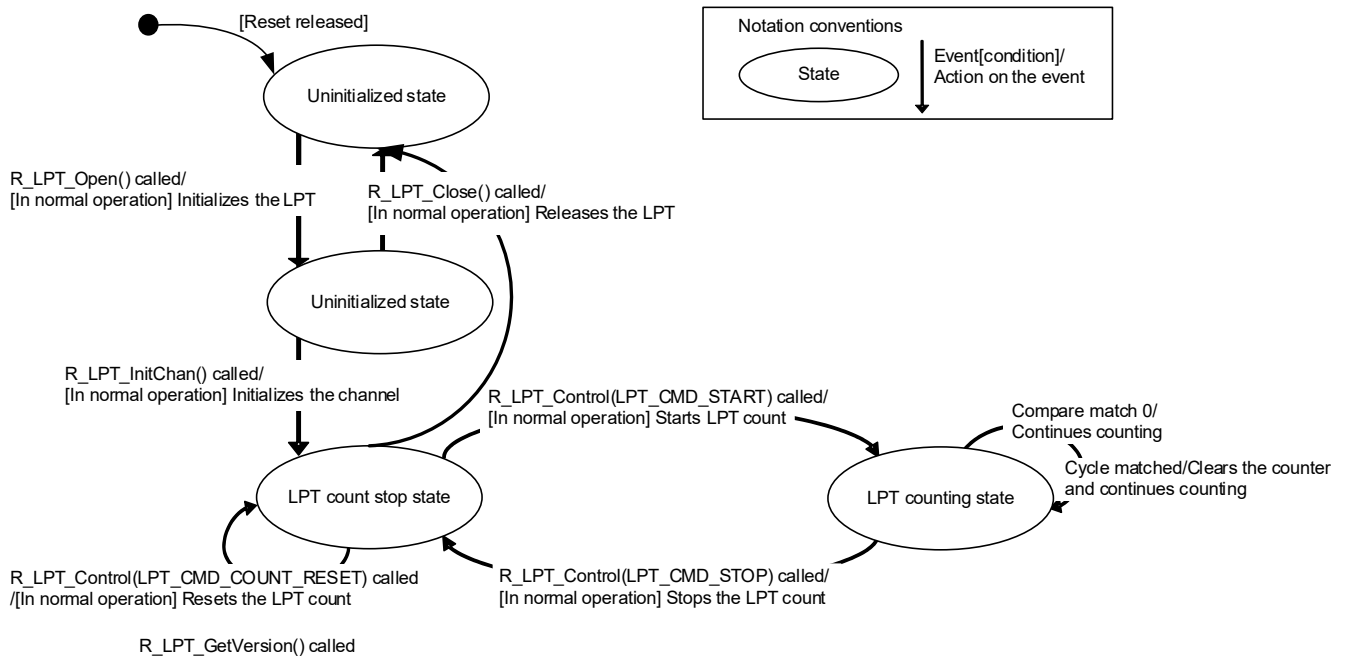 [Reset released]
Notation conventions
State
Event[condition]/
Action on the event
Uninitialized state
R_LPT_Open() called/
[In normal operation] Initializes the LPT
R_LPT_Close() called/
[In normal operation] Releases the LPT
Uninitialized state
R_LPT_InitChan() called/
[In normal operation] Initializes the channel
R_LPT_Control(LPT_CMD_START) called/
[In normal operation] Starts LPT count
Compare match 0/
Continues counting
Cycle matched/Clears the counter
and continues counting
LPT count stop state
LPT counting state
R_LPT_Control(LPT_CMD_COUNT_RESET) called
/[In normal operation] Resets the LPT count
R_LPT_Control(LPT_CMD_STOP) called/
[In normal operation] Stops the LPT count
R_LPT_GetVersion() called